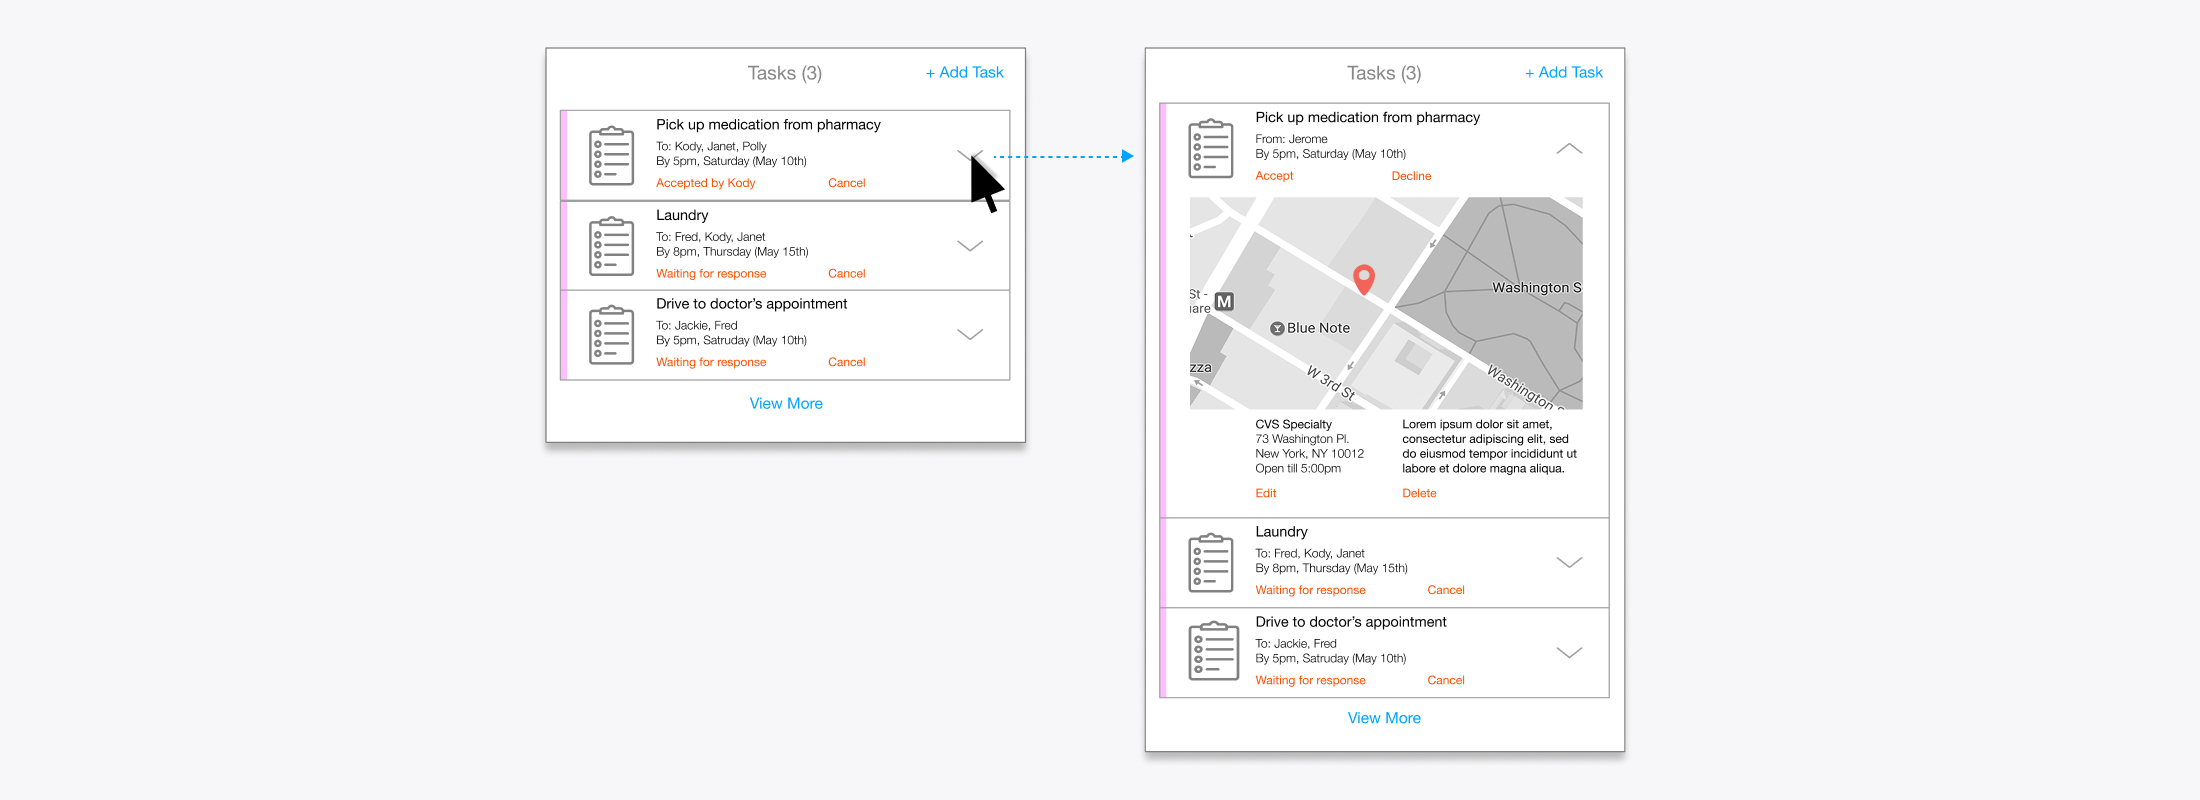 Tasks (3)
+ Add Task
Pick up medication from pharmacy
To: Kody, Janet, Polly
By 5pm, Saturday (May 10th)
Accepted by Kody
Cancel
Laundry
To: Fred, Kody, Janet
By 8pm, Thursday (May 15th)
Waiting for response
Cancel
Drive to doctor's appointment
To: Jackie, Fred
By 5pm, Satruday (May 10th)
Waiting for response
Cancel
View More
Tasks (3)
+ Add Task
Pick up medication from pharmacy
From: Jerome
By 5pm, Saturday (May 10th)
Accept
Decline
Washington S
St -
uare
M
Blue Note
zza
W 3rd St
Washington S
CVS Specialty
73 Washington Pl.
New York, NY 10012
Open till 5:00pm
Lorem ipsum dolor sit amet,
consectetur adipiscing elit, sed
do eiusmod tempor incididunt ut
labore et dolore magna aliqua.
Edit
Delete
Laundry
To: Fred, Kody, Janet
By 8pm, Thursday (May 15th)
Waiting for response
Cancel
Drive to doctor's appointment
To: Jackie, Fred
By 5pm, Satruday (May 10th)
Waiting for response
Cancel
View More